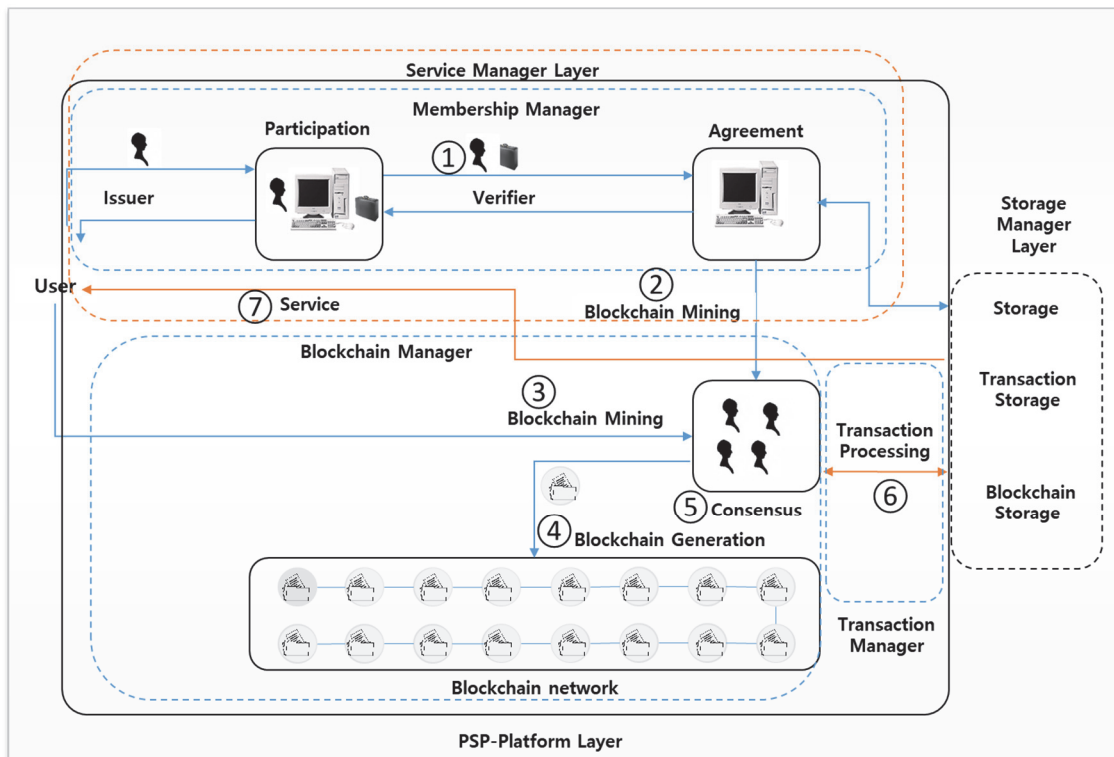 Service Manager Layer
Membership Manager
Participation
Agreement
①
Issuer
Verifier
Storage
Manager
Layer
User
②
⑦ Service
Blockchain Mining
Storage
Blockchain Manager
③
Blockchain Mining
Transaction
Storage
Transaction
Processing
⑥
Blockchain
Storage
⑤ Consensus
④ Blockchain Generation
Transaction
Manager
Blockchain network
PSP-Platform Layer